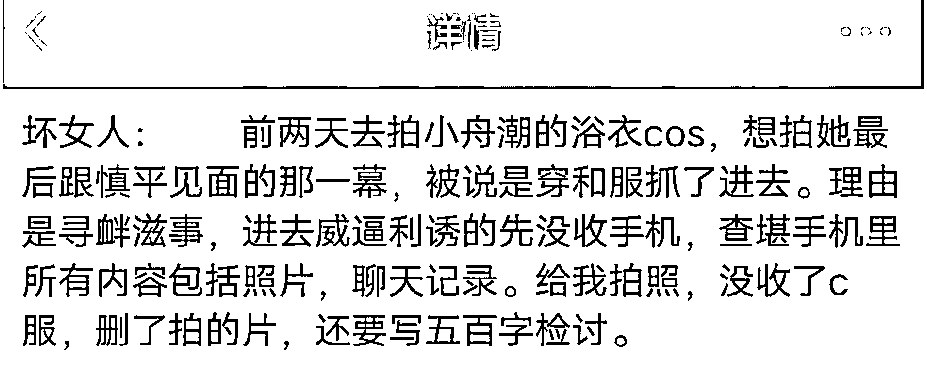 详情
坏女人： 前两天去拍小舟潮的浴衣cos，想拍她最
后跟慎平见面的那一幕，被说是穿和服抓了进去。理由
是寻衅滋事，进去威逼利诱的先没收手机，查堪手机里
所有内容包括照片，聊天记录。给我拍照，没收了c
服，删了拍的片，还要写五百字检讨。